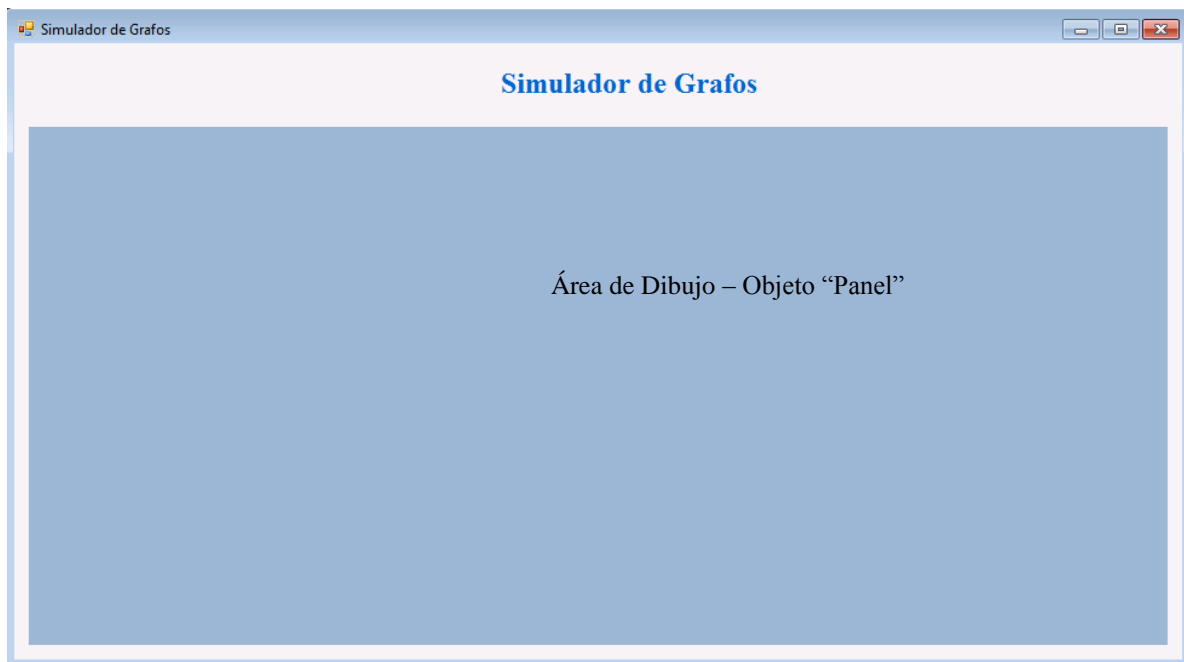 Simulador de Grafos
Simulador de Grafos
Área de Dibujo – Objeto “Panel”